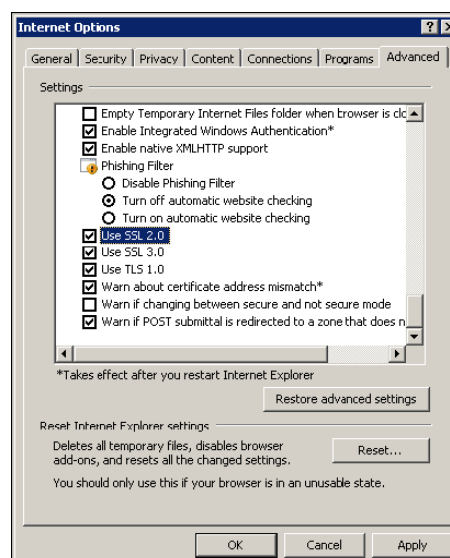 Internet Options
General Security Privacy Content Connections Programs Advanced
Settings
Empty Temporary Internet Files folder when browser is clo
Enable Integrated Windows Authentication*
Enable native XMLHTTP support
Phishing Filter
Disable Phishing Filter
Turn off automatic website checking
Turn on automatic website checking
Use SSL 2.0
Use SSL 3.0
Use TLS 1.0
Warn about certificate address mismatch*
Warn if changing between secure and not secure mode
Warn if POST submittal is redirected to a zone that does n
*Takes effect after you restart Internet Explorer
Restore advanced settings
Reset Internet Explorer settings
Deletes all temporary files, disables browser
add-ons, and resets all the changed settings.
Reset...
You should only use this if your browser is in an unusable state.
OK Cancel Apply